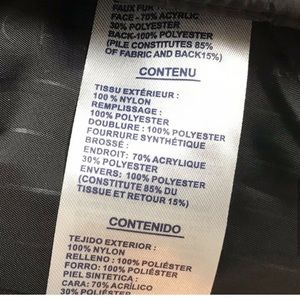 FAUX FUR
FACE - 70% ACRYLIC
30% POLYESTER
BACK-100% POLYESTER
(PILE CONSTITUTES 85%
OF FABRIC AND BACK15%)
CONTENU
TISSU EXTÉRIEUR :
100 % NYLON
REMPLISSAGE :
100% POLYESTER
DOUBLURE : 100% POLYESTER
FOURRURE SYNTHÉTIQUE
BROSSÉ :
ENDROIT: 70% ACRYLIQUE
30% POLYESTER
ENVERS: 100% POLYESTER
(CONSTITUTE 85% DU
TISSUE ET RETOUR 15%)
CONTENIDO
TEJIDO EXTERIOR :
100% NYLON
RELLENO : 100% POLIÉSTER
FORRO: 100% POLIÉSTER
PIEL SINTETICA :
CARA: 70% ACRÍLICO
30% POLIÉSTER